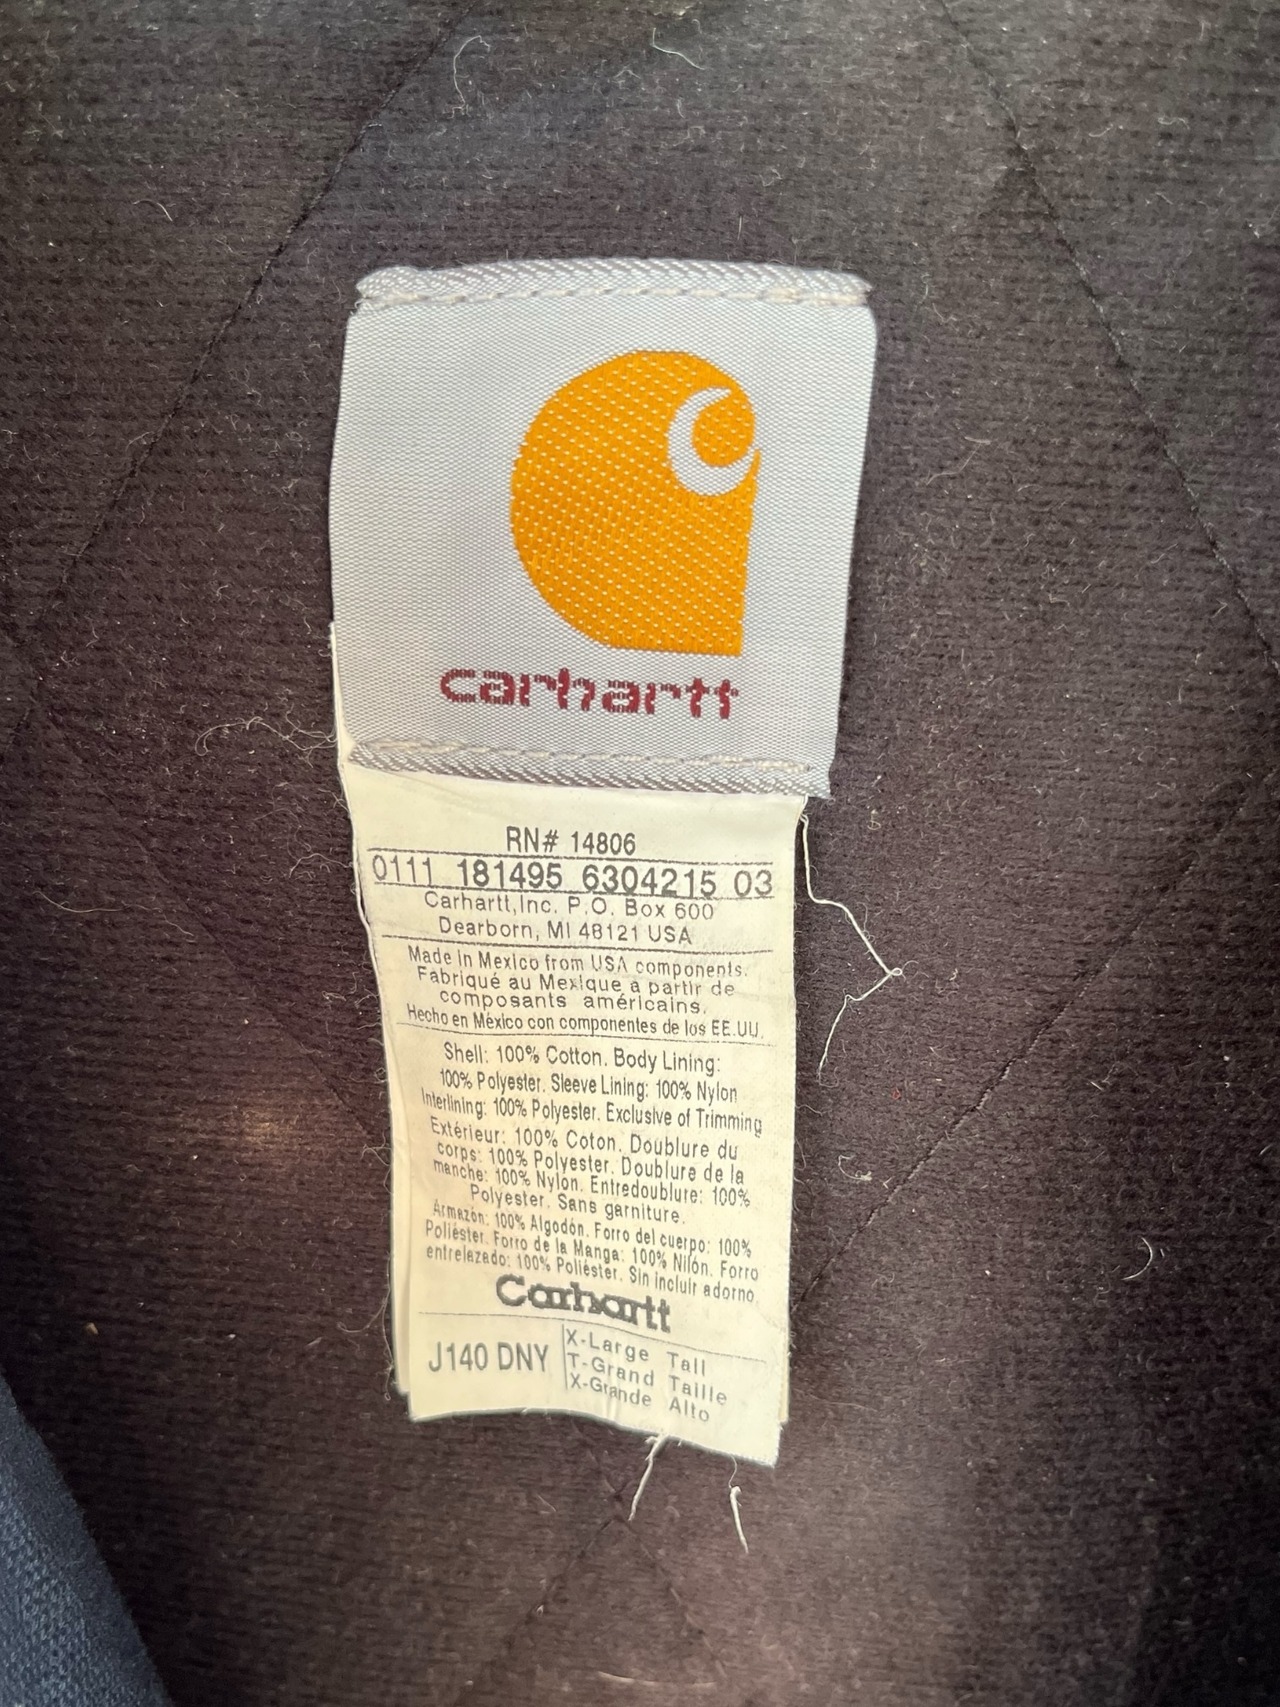 carhartt
RN# 14806
0111 181495 6304215 03
Carhartt,Inc. P.O. Box 600
Dearborn, MI 48121 USA
Made in Mexico from USA components.
Fabriqué au Mexique à partir de
composants américains.
Hecho en México con componentes de los EE.UU.
Shell: 100% Cotton. Body Lining:
100% Polyester. Sleeve Lining: 100% Nylon
Interlining: 100% Polyester. Exclusive of Trimming
Extérieur: 100% Coton. Doublure du
corps: 100% Polyester. Doublure de la
manche: 100% Nylon. Entredoublure: 100%
Polyester. Sans garniture.
Armazón: 100% Algodón. Forro del cuerpo: 100%
Poliéster. Forro de la Manga: 100% Nilón. Forro
entrelazado: 100% Poliéster. Sin incluir adorno
Carhartt
J140 DNY
X-Large Tall
T-Grand Taille
X-Grande Alto